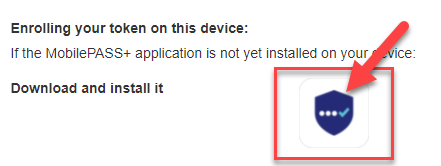 Enrolling your token on this device:
If the MobilePASS+ application is not yet installed on your device:
Download and install it